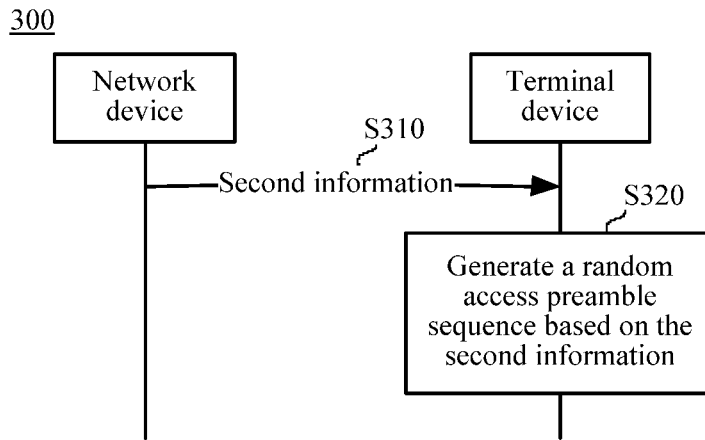 300
Network
device
Terminal
device
S310
Second information
S320
Generate a random
access preamble
sequence based on the
second information